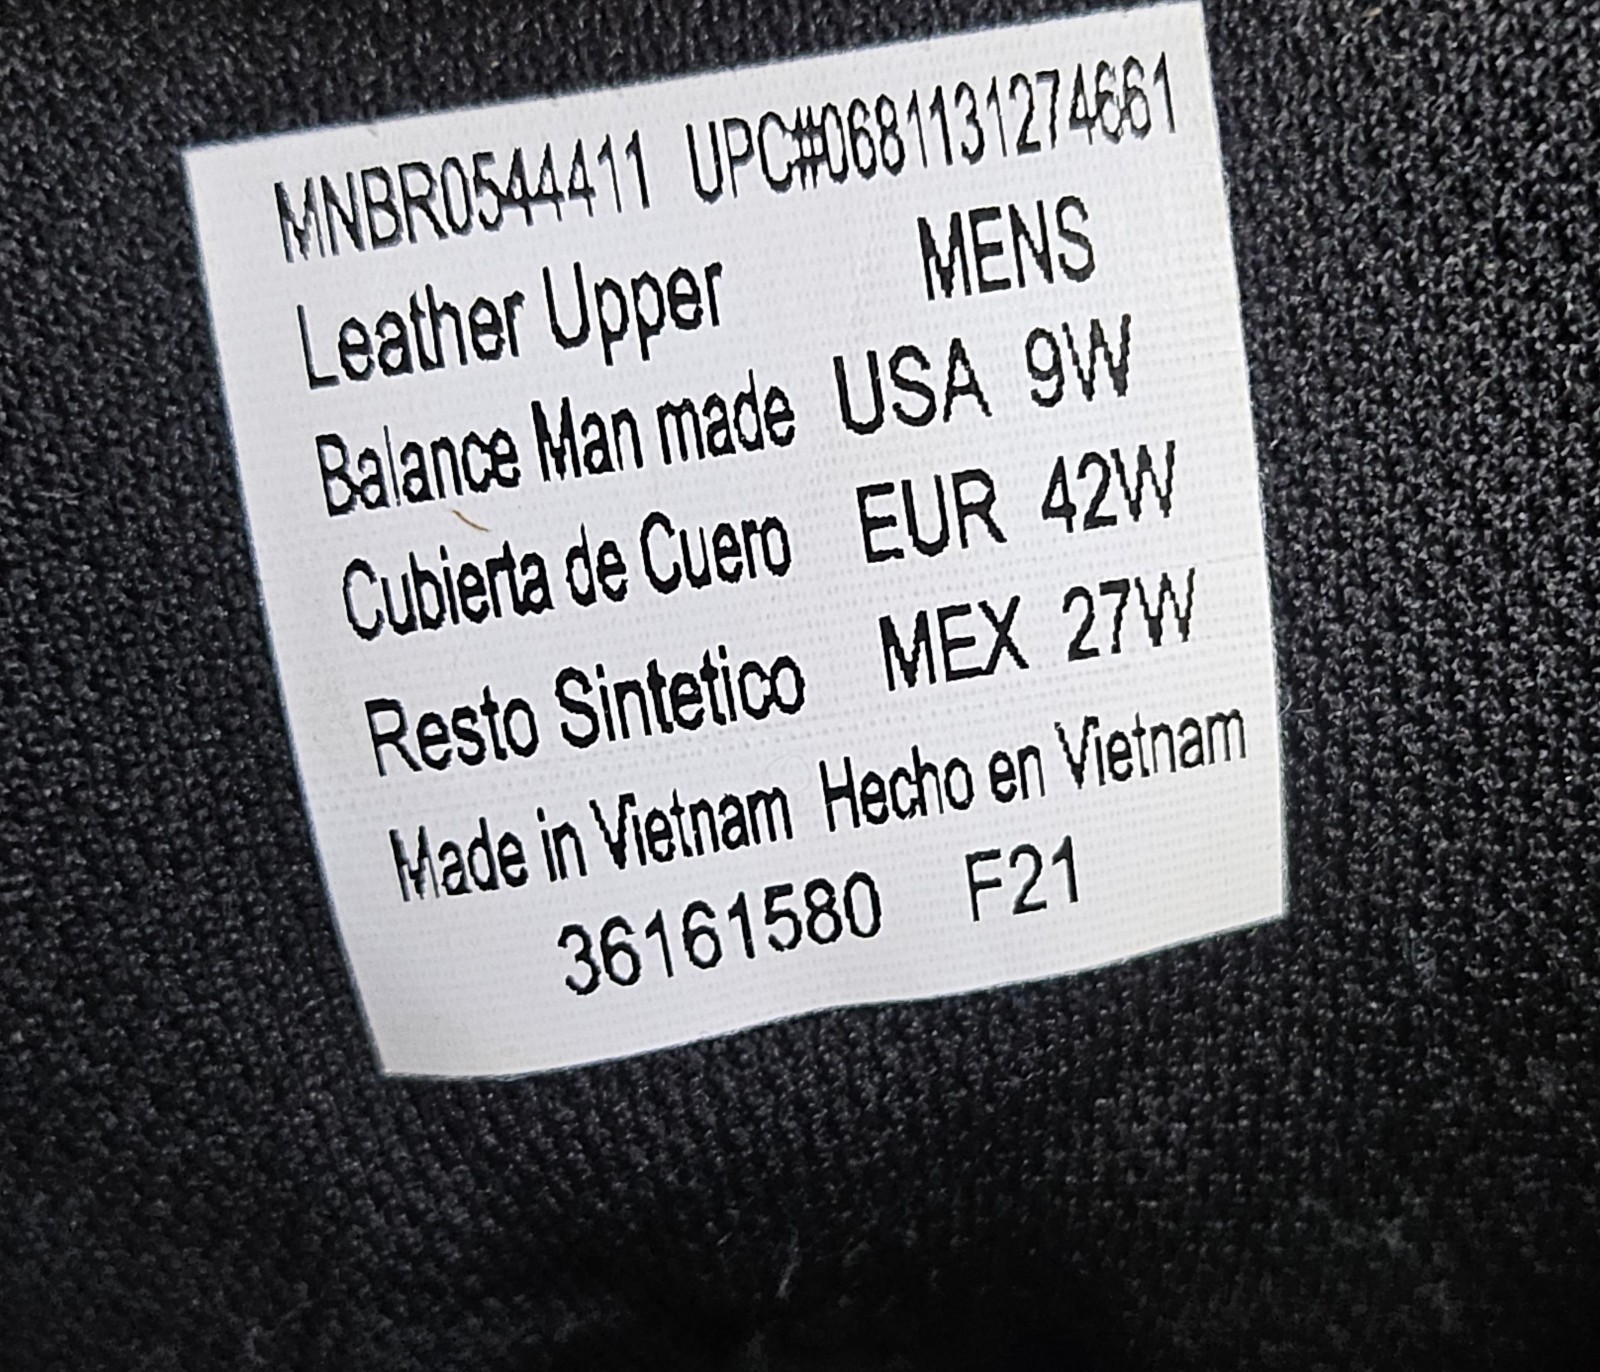 MNBR0544411 UPC#0681131274661
Leather Upper MENS
Balance Man made USA 9W
Cubierta de Cuero EUR 42W
Resto Sintetico MEX 27W
Made in Vietnam Hecho en Vietnam
36161580 F21